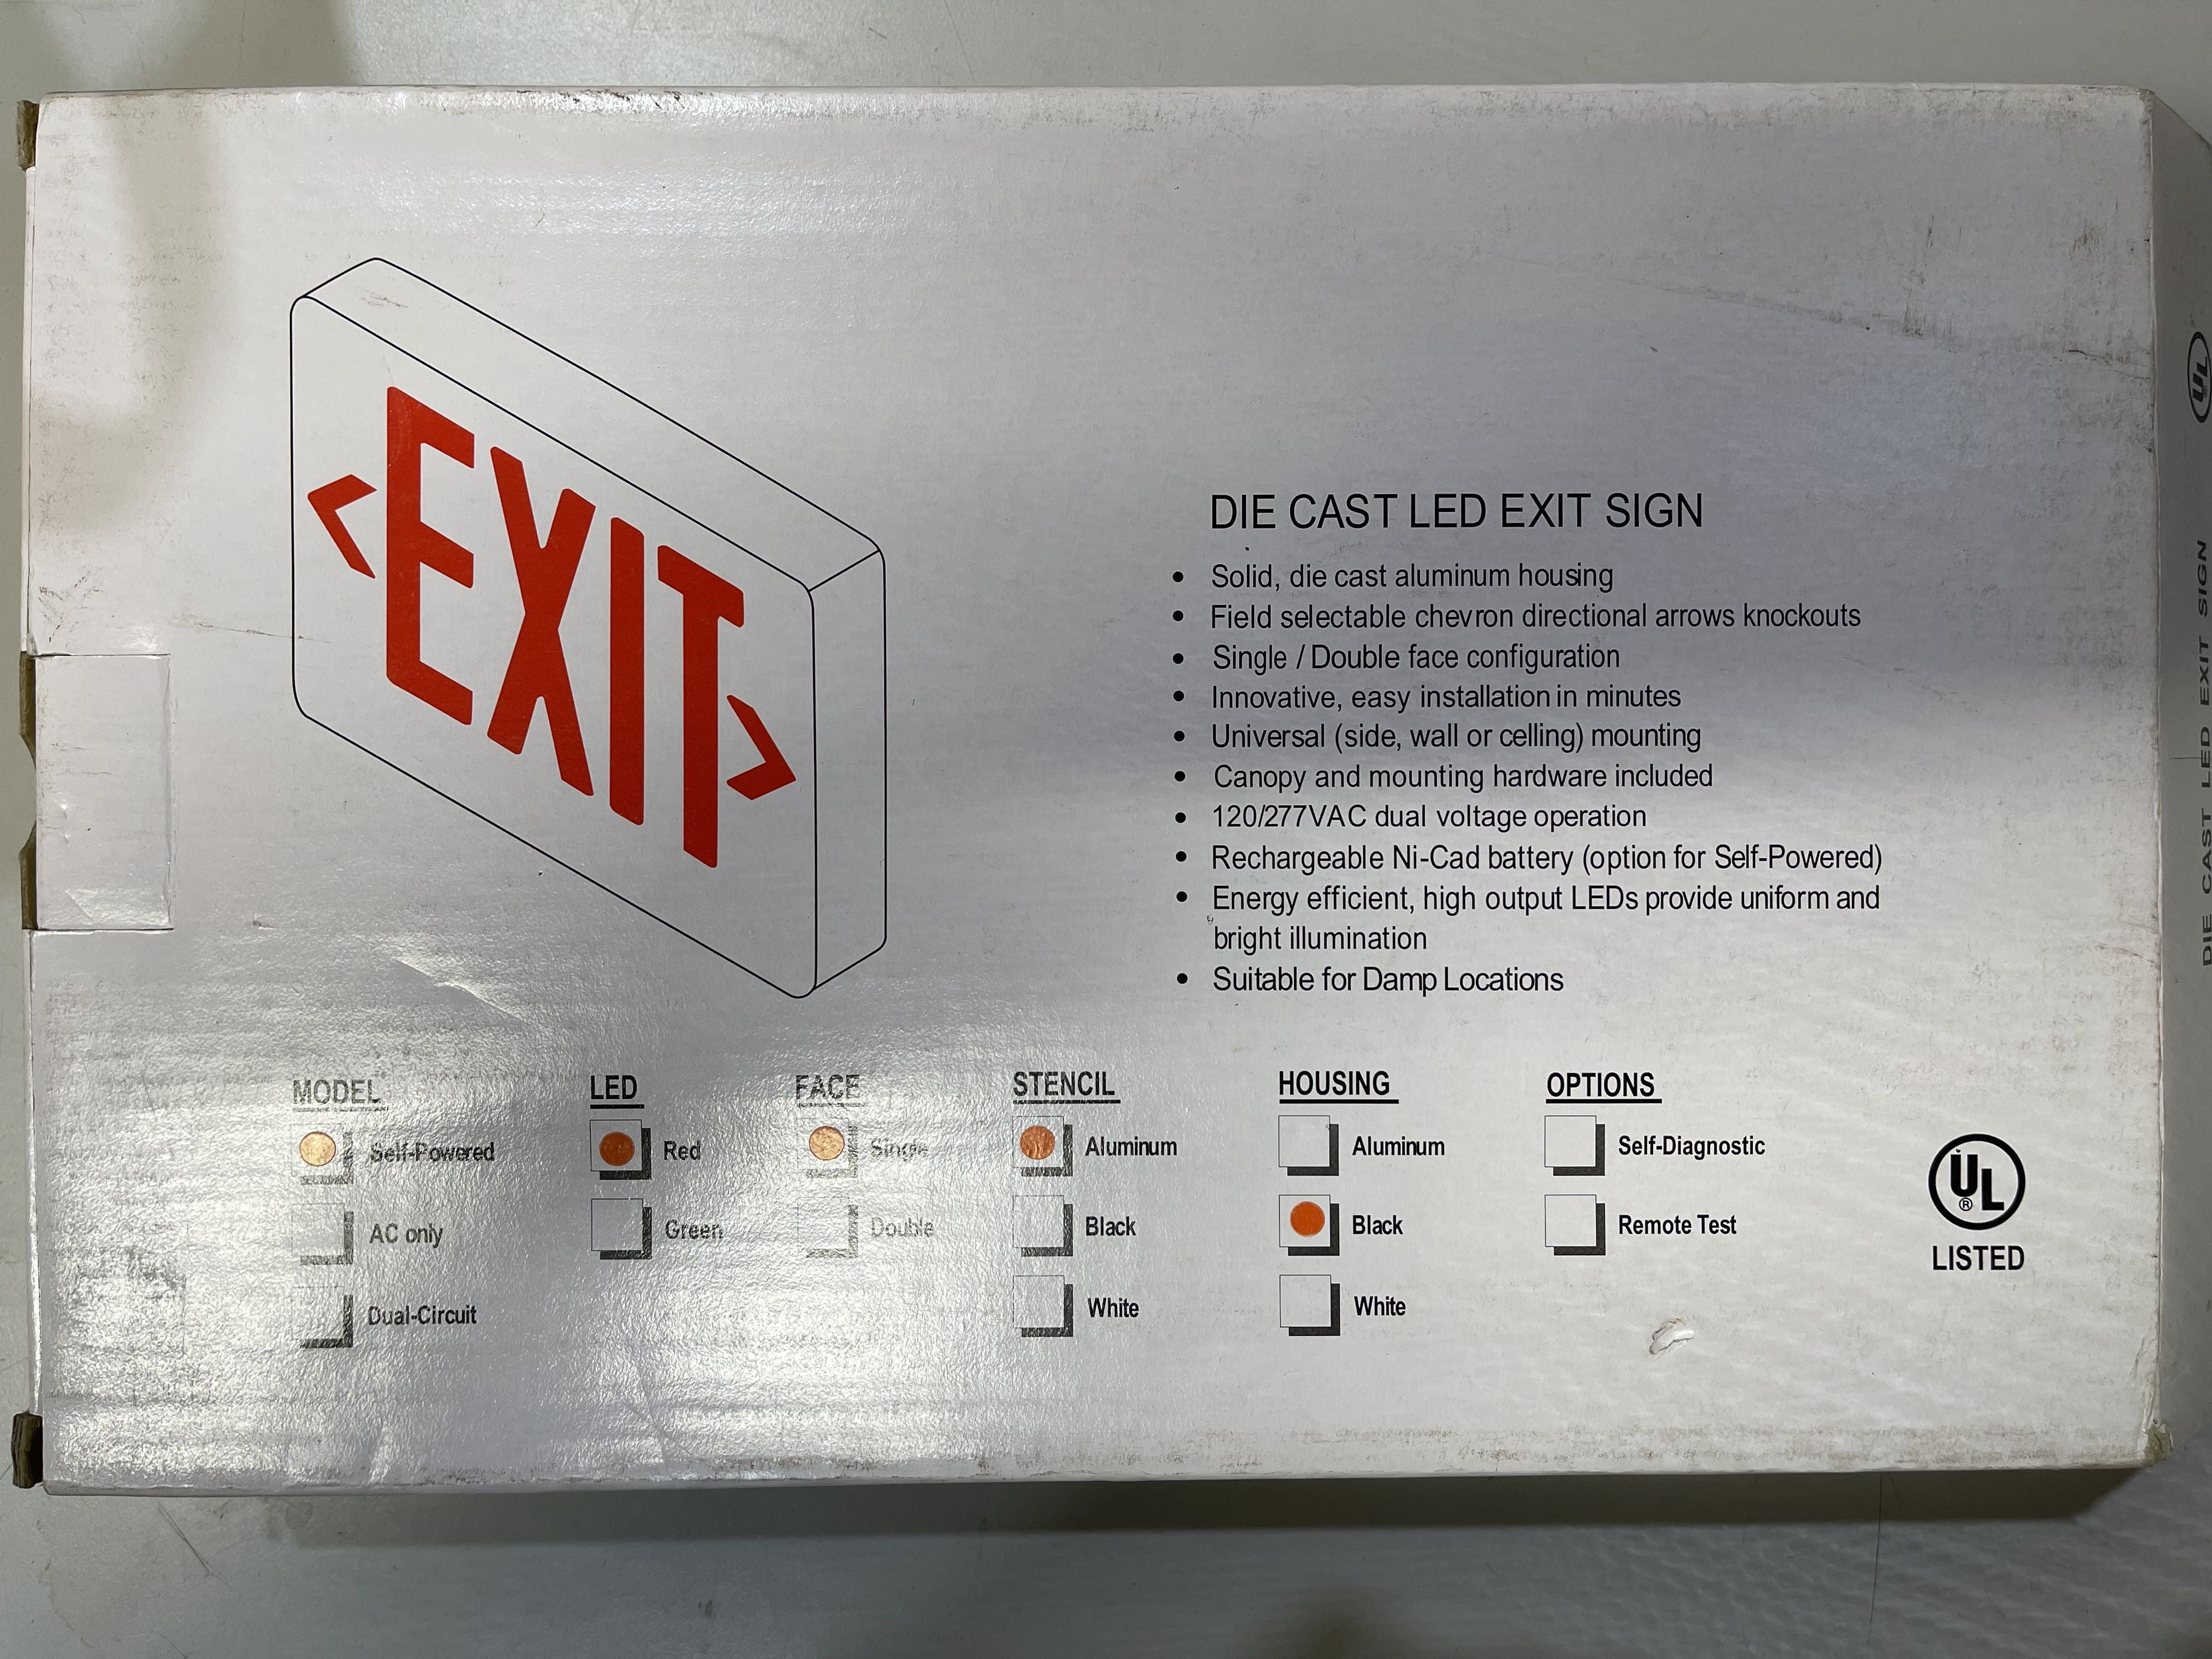 <EXIT>
DIE CAST LED EXIT SIGN
• Solid, die cast aluminum housing
• Field selectable chevron directional arrows knockouts
• Single / Double face configuration
• Innovative, easy installation in minutes
• Universal (side, wall or celling) mounting
• Canopy and mounting hardware included
• 120/277VAC dual voltage operation
• Rechargeable Ni-Cad battery (option for Self-Powered)
• Energy efficient, high output LEDs provide uniform and
bright illumination
• Suitable for Damp Locations
MODEL
Self-Powered
AC only
Dual-Circuit
LED
Red
Green
FACE
Single
Double
STENCIL
Aluminum
Black
White
HOUSING
Aluminum
Black
White
OPTIONS
Self-Diagnostic
Remote Test
UL
®
LISTED
UL
DIE CAST LED EXIT SIGN